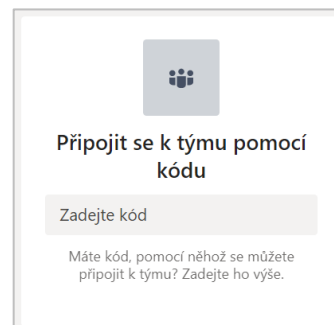 Připojit se k týmu pomocí
kódu
Zadejte kód
Máte kód, pomocí něhož se můžete
připojit k týmu? Zadejte ho výše.